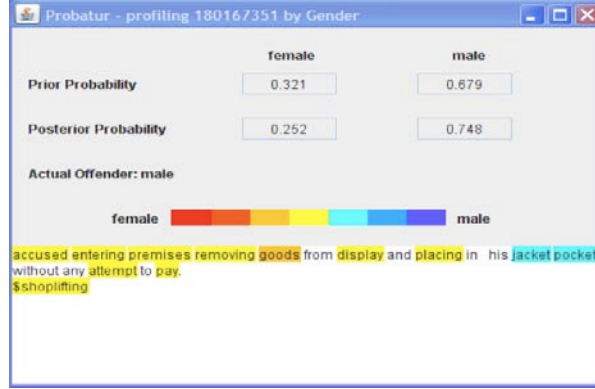 Probatur - profiling 180167351 by Gender
female male
Prior Probability 0.321 0.679
Posterior Probability 0.252 0.748
Actual Offender: male
female male
accused entering premises removing goods from display and placing in his jacket pocket
without any attempt to pay.
$shoplifting